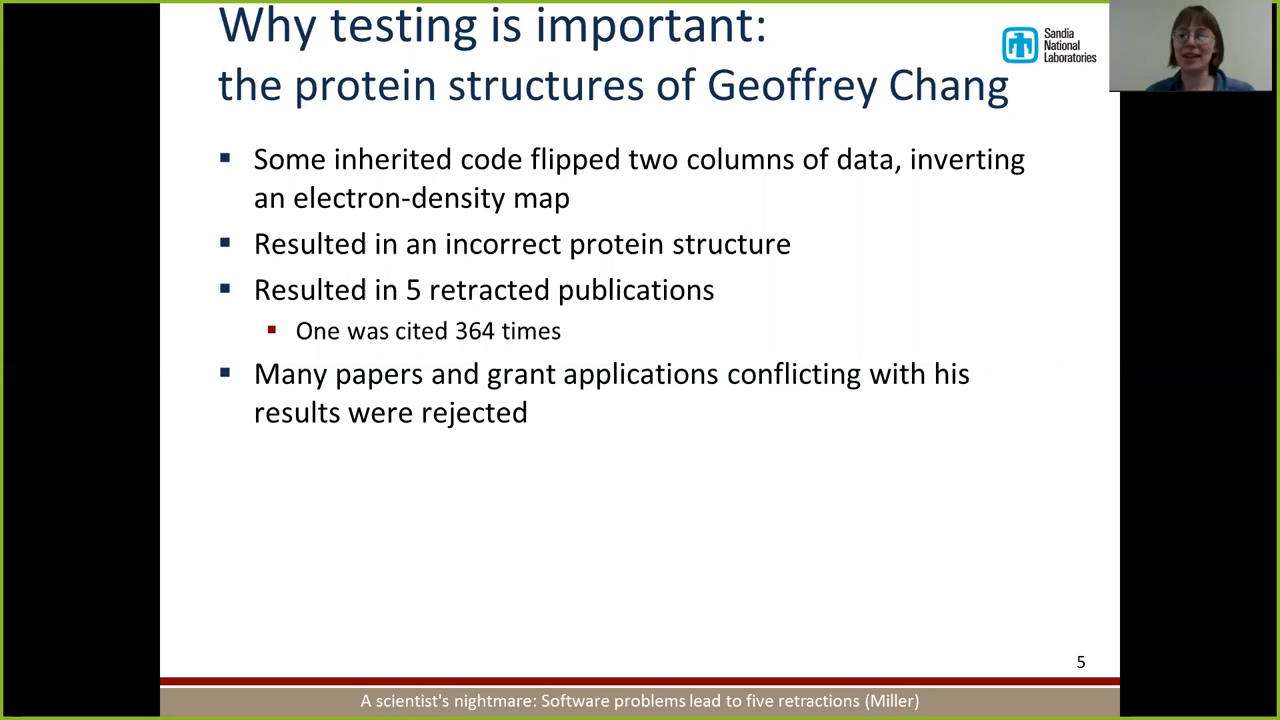 Why testing is important:
the protein structures of Geoffrey Chang
Sandia
National
Laboratories
▪ Some inherited code flipped two columns of data, inverting
an electron-density map
▪ Resulted in an incorrect protein structure
▪ Resulted in 5 retracted publications
▪ One was cited 364 times
▪ Many papers and grant applications conflicting with his
results were rejected
5
A scientist's nightmare: Software problems lead to five retractions (Miller)